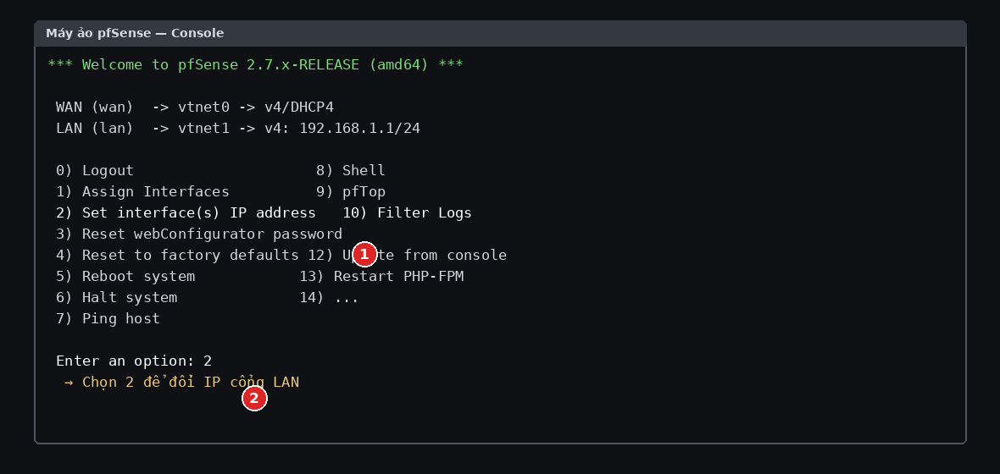 Máy ảo pfSense — Console
*** Welcome to pfSense 2.7.x-RELEASE (amd64) ***
WAN (wan)  -> vtnet0 -> v4/DHCP4
LAN (lan)  -> vtnet1 -> v4: 192.168.1.1/24
0) Logout                     8) Shell
1) Assign Interfaces          9) pfTop
2) Set interface(s) IP address   10) Filter Logs
3) Reset webConfigurator password
4) Reset to factory defaults 12) from console
1
5) Reboot system            13) Restart PHP-FPM
6) Halt system              14) ...
7) Ping host
Enter an option: 2
→ Chọn 2 để đổi IP cổng LAN
2